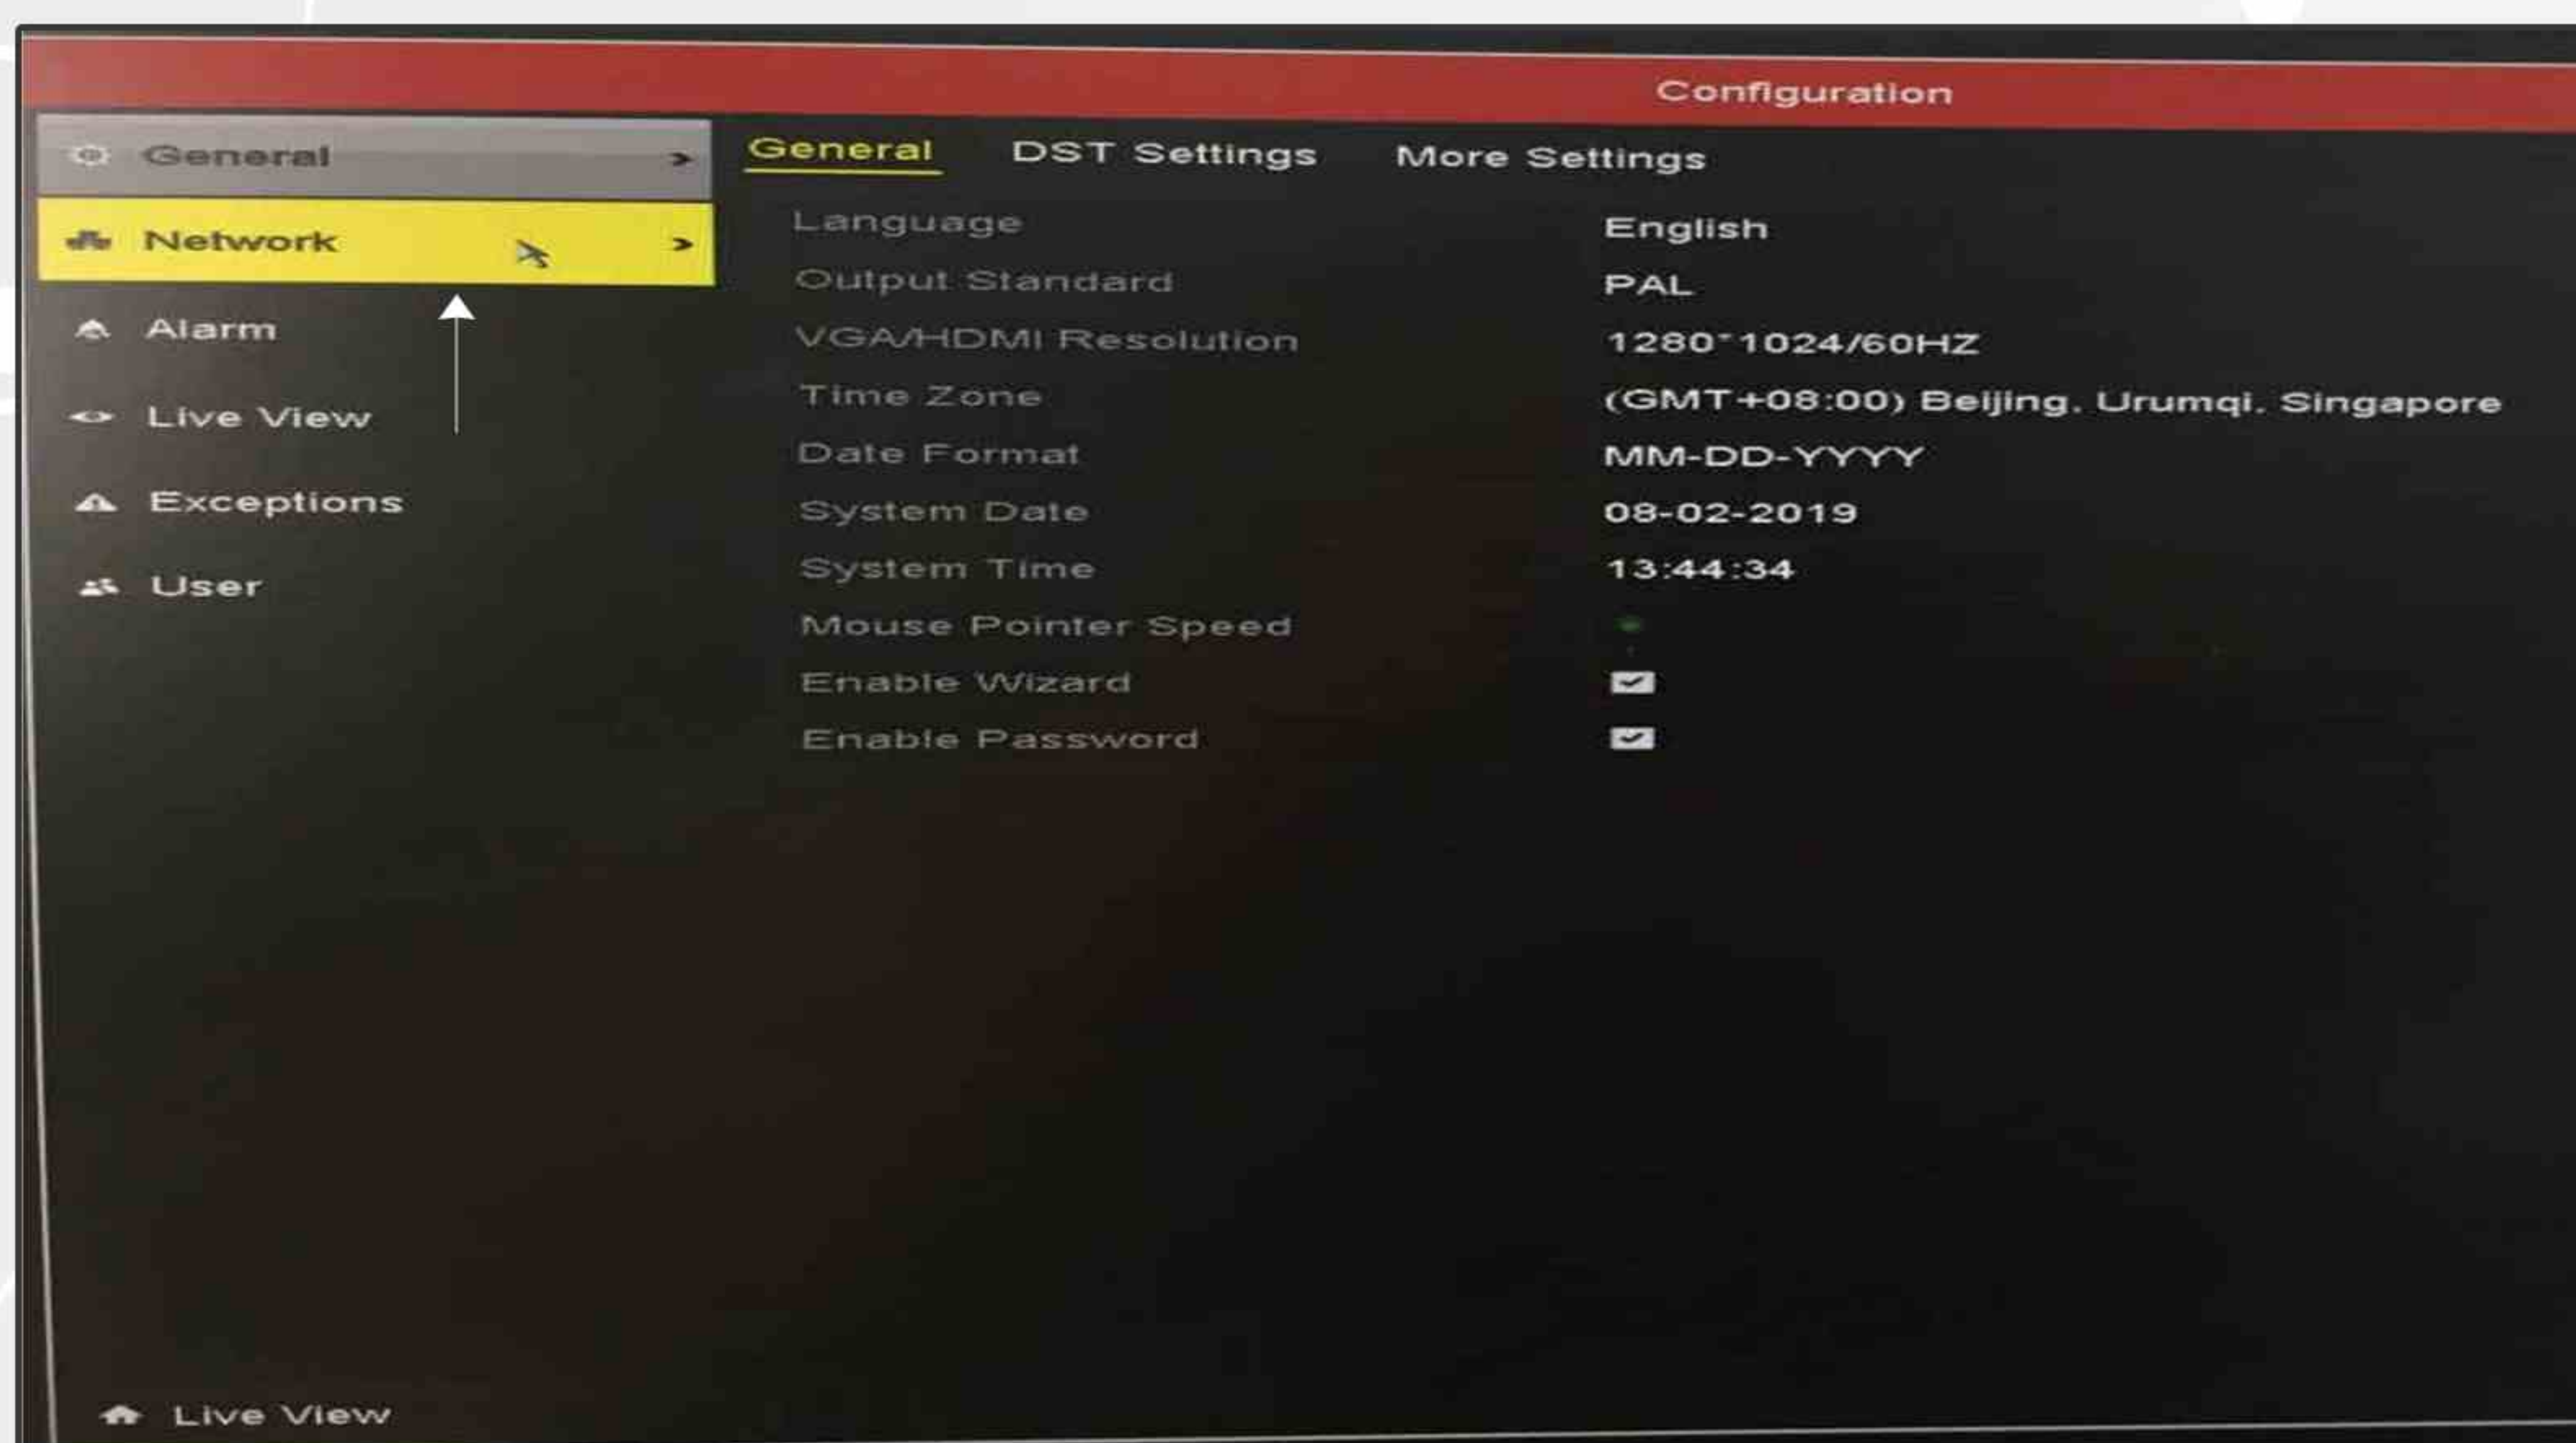 Configuration
General
Network
Alarm
Live View
Exceptions
User
General DST Settings More Settings
Language English
Output Standard PAL
VGA/HDMI Resolution 1280*1024/60HZ
Time Zone (GMT+08:00) Beijing, Urumqi, Singapore
Date Format MM-DD-YYYY
System Date 08-02-2019
System Time 13:44:34
Mouse Pointer Speed
Enable Wizard
Enable Password
Live View